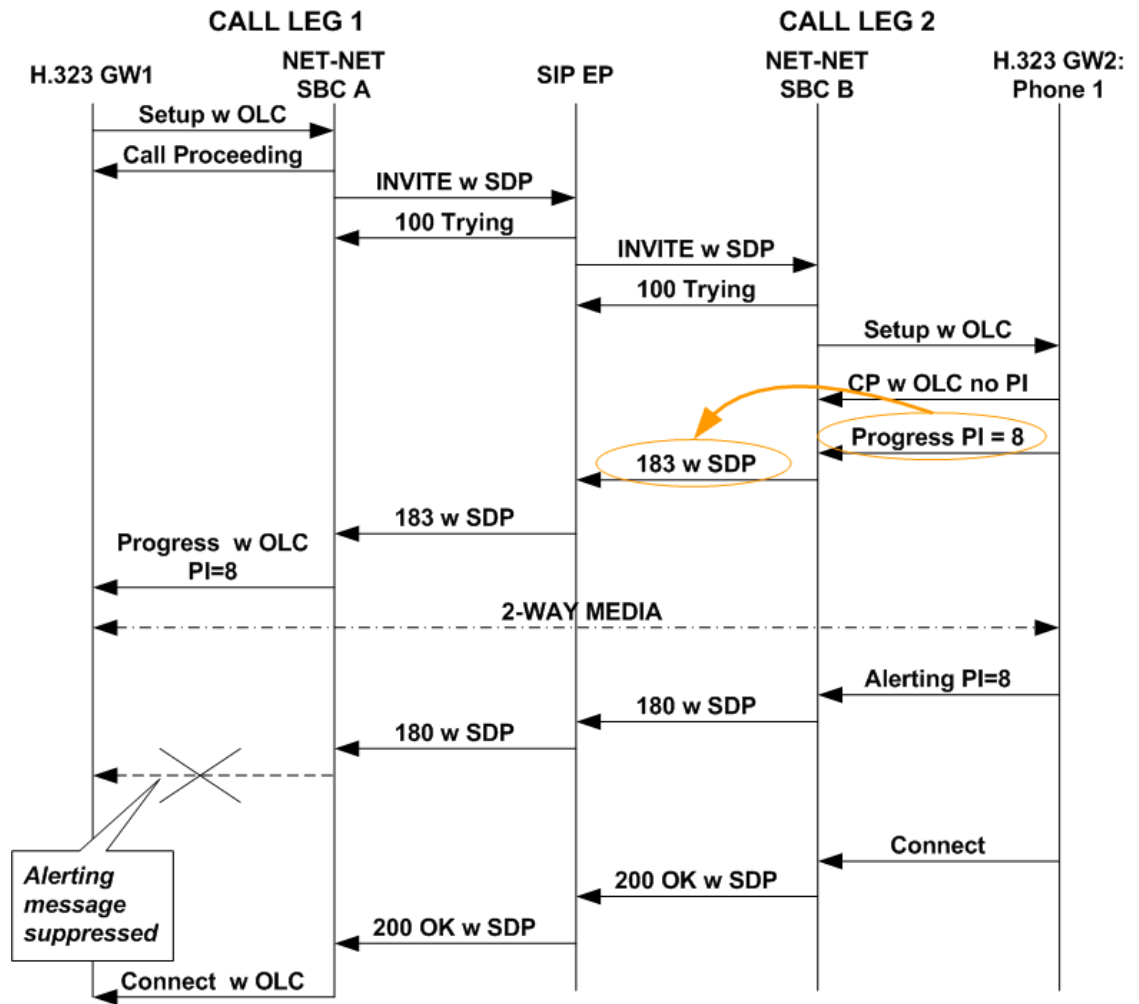 CALL LEG 1
CALL LEG 2
H.323 GW1
NET-NET
SBC A
SIP EP
NET-NET
SBC B
H.323 GW2:
Phone 1
Setup w OLC
Call Proceeding
INVITE w SDP
100 Trying
INVITE w SDP
100 Trying
Setup w OLC
CP w OLC no PI
Progress PI = 8
183 w SDP
183 w SDP
Progress w OLC
PI=8
2-WAY MEDIA
Alerting PI=8
180 w SDP
180 w SDP
Alerting
message
suppressed
Connect
200 OK w SDP
200 OK w SDP
Connect w OLC